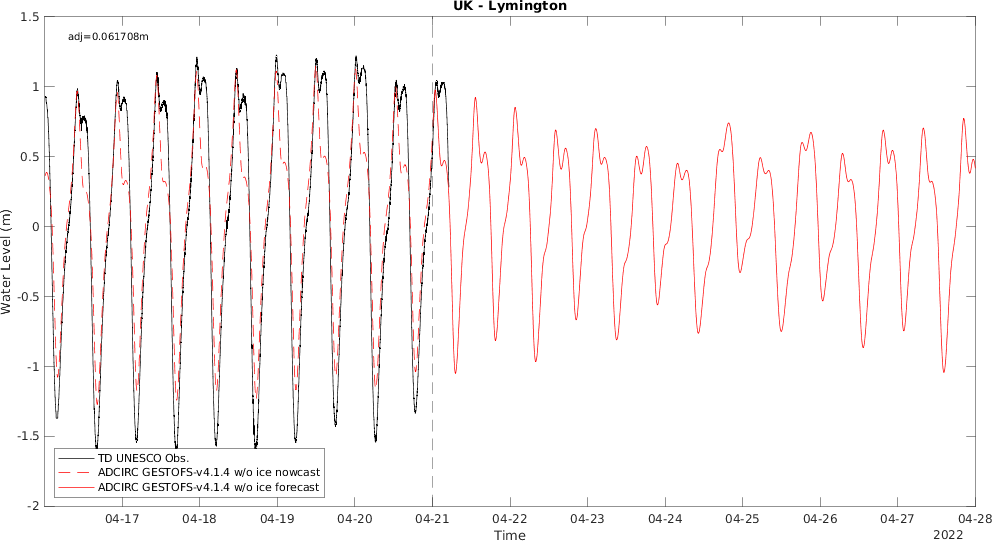 UK - Lymington
adj=0.061708m
1.5
1
0.5
0
-0.5
-1
-1.5
-2
Water Level (m)
TD UNESCO Obs.
ADCIRC GESTOFS-v4.1.4 w/o ice nowcast
ADCIRC GESTOFS-v4.1.4 w/o ice forecast
04-17 04-18 04-19 04-20 04-21 04-22 04-23 04-24 04-25 04-26 04-27 04-28
Time
2022